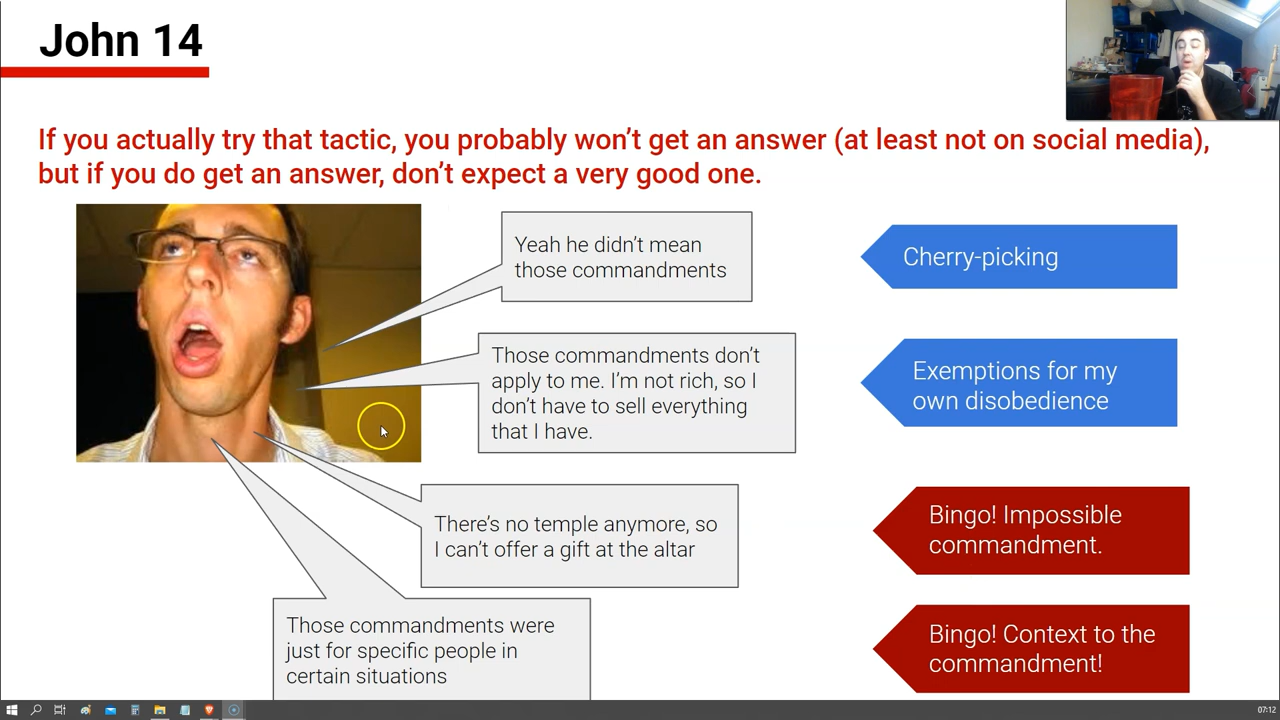 John 14
If you actually try that tactic, you probably won’t get an answer (at least not on social media),
but if you do get an answer, don’t expect a very good one.
Yeah he didn’t mean
those commandments
Cherry-picking
Those commandments don’t
apply to me. I’m not rich, so I
don’t have to sell everything
that I have.
Exemptions for my
own disobedience
There’s no temple anymore, so
I can’t offer a gift at the altar
Bingo! Impossible
commandment.
Those commandments were
just for specific people in
certain situations
Bingo! Context to the
commandment!
07:12